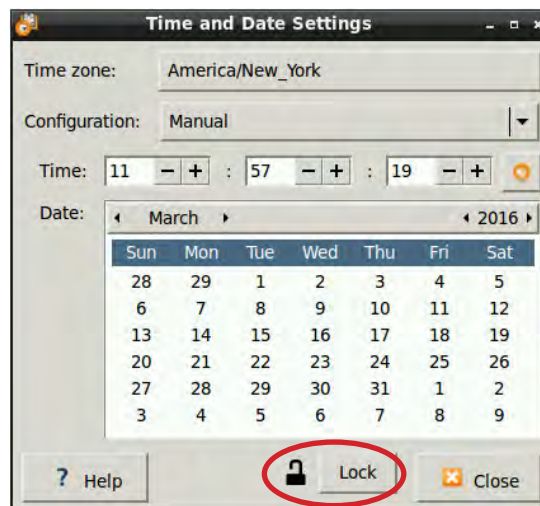 Time and Date Settings
Time zone: America/New_York
Configuration: Manual
Time: 11 − + : 57 − + : 19 − +
Date: March 2016
Sun Mon Tue Wed Thu Fri Sat
28 29 1 2 3 4 5
6 7 8 9 10 11 12
13 14 15 16 17 18 19
20 21 22 23 24 25 26
27 28 29 30 31 1 2
3 4 5 6 7 8 9
? Help Lock Close